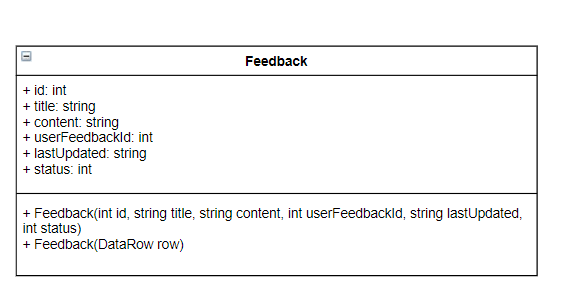 Feedback
+ id: int
+ title: string
+ content: string
+ userFeedbackId: int
+ lastUpdated: string
+ status: int
+ Feedback(int id, string title, string content, int userFeedbackId, string lastUpdated,
int status)
+ Feedback(DataRow row)